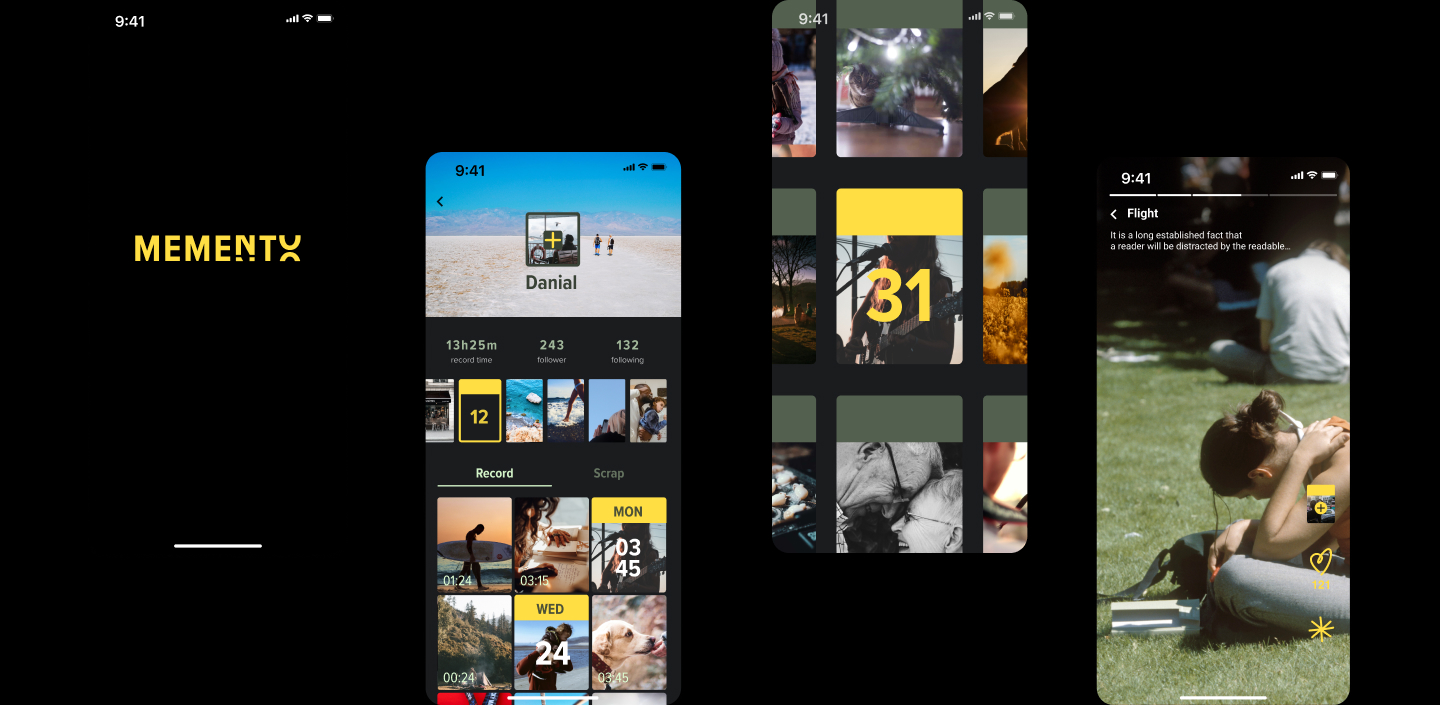 9:41
MEMENTO
9:41
Danial
13h25m
243
132
record time
follower
following
12
Record
Scrap
MON
03
45
01:24
03:15
WED
24
00:24
03:45
9:41
31
9:41
Flight
It is a long established fact that
a reader will be distracted by the readable...
121